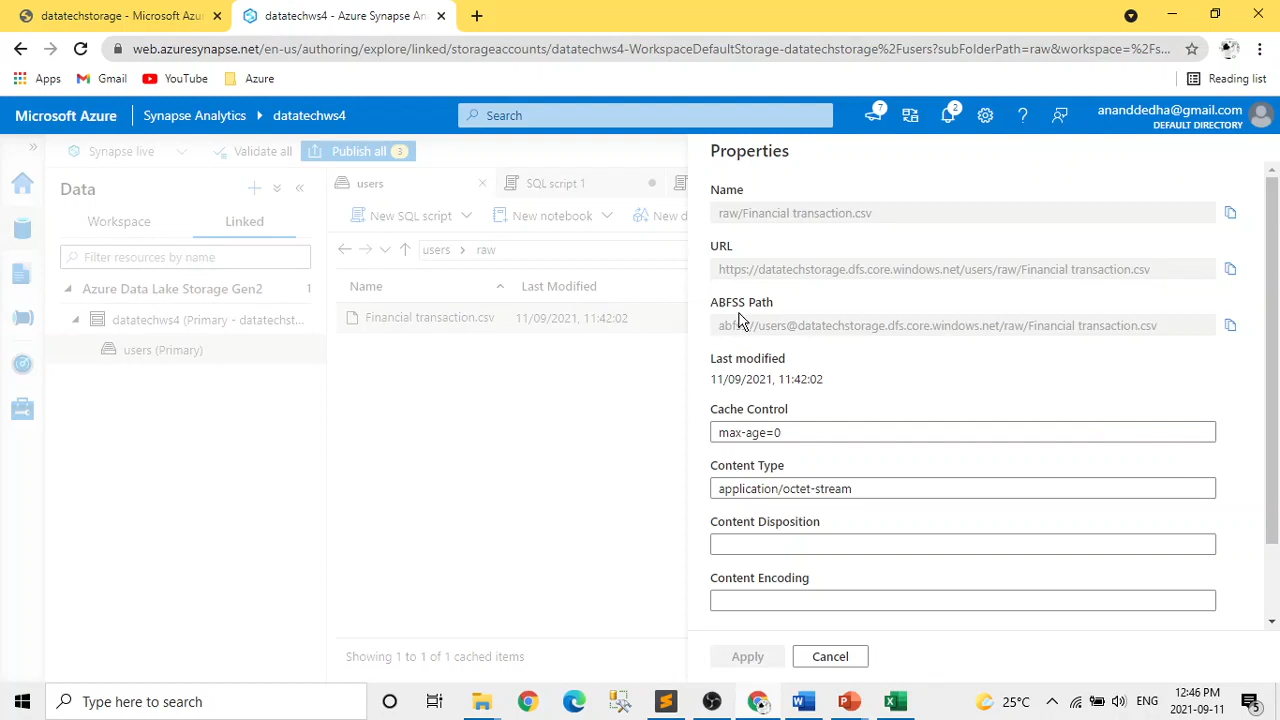 datatechstorage - Microsoft Azu
datatechws4 - Azure Synapse An
web.azuresynapse.net/en-us/authoring/explore/linked/storageaccounts/datatechws4-WorkspaceDefaultStorage-datatechstorage%2Fusers?subFolderPath=raw&workspace=%2Fs...
Apps
Gmail
YouTube
Azure
Reading list
Microsoft Azure
Synapse Analytics
datatechws4
Search
7
2
ananddedha@gmail.com
DEFAULT DIRECTORY
Synapse live
Validate all
Publish all
3
Data
Workspace
Linked
Filter resources by name
Azure Data Lake Storage Gen2
1
datatechws4 (Primary - datatechst...
users (Primary)
users
SQL script 1
New SQL script
New notebook
New d
users
raw
Name
Last Modified
Financial transaction.csv
11/09/2021, 11:42:02
Showing 1 to 1 of 1 cached items
Properties
Name
raw/Financial transaction.csv
URL
https://datatechstorage.dfs.core.windows.net/users/raw/Financial transaction.csv
ABFSS Path
abfss://users@datatechstorage.dfs.core.windows.net/raw/Financial transaction.csv
Last modified
11/09/2021, 11:42:02
Cache Control
max-age=0
Content Type
application/octet-stream
Content Disposition
Content Encoding
Apply
Cancel
Type here to search
25°C
ENG
12:46 PM
2021-09-11
5